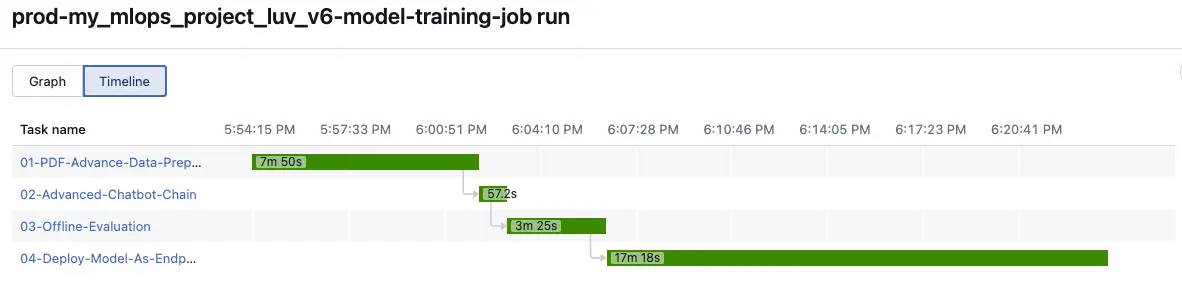 prod-my_mlops_project_luv_v6-model-training-job run
Graph Timeline
Task name 5:54:15 PM 5:57:33 PM 6:00:51 PM 6:04:10 PM 6:07:28 PM 6:10:46 PM 6:14:05 PM 6:17:23 PM 6:20:41 PM
01-PDF-Advance-Data-Prep... 7m 50s
02-Advanced-Chatbot-Chain 57.2s
03-Offline-Evaluation 3m 25s
04-Deploy-Model-As-Endp... 17m 18s